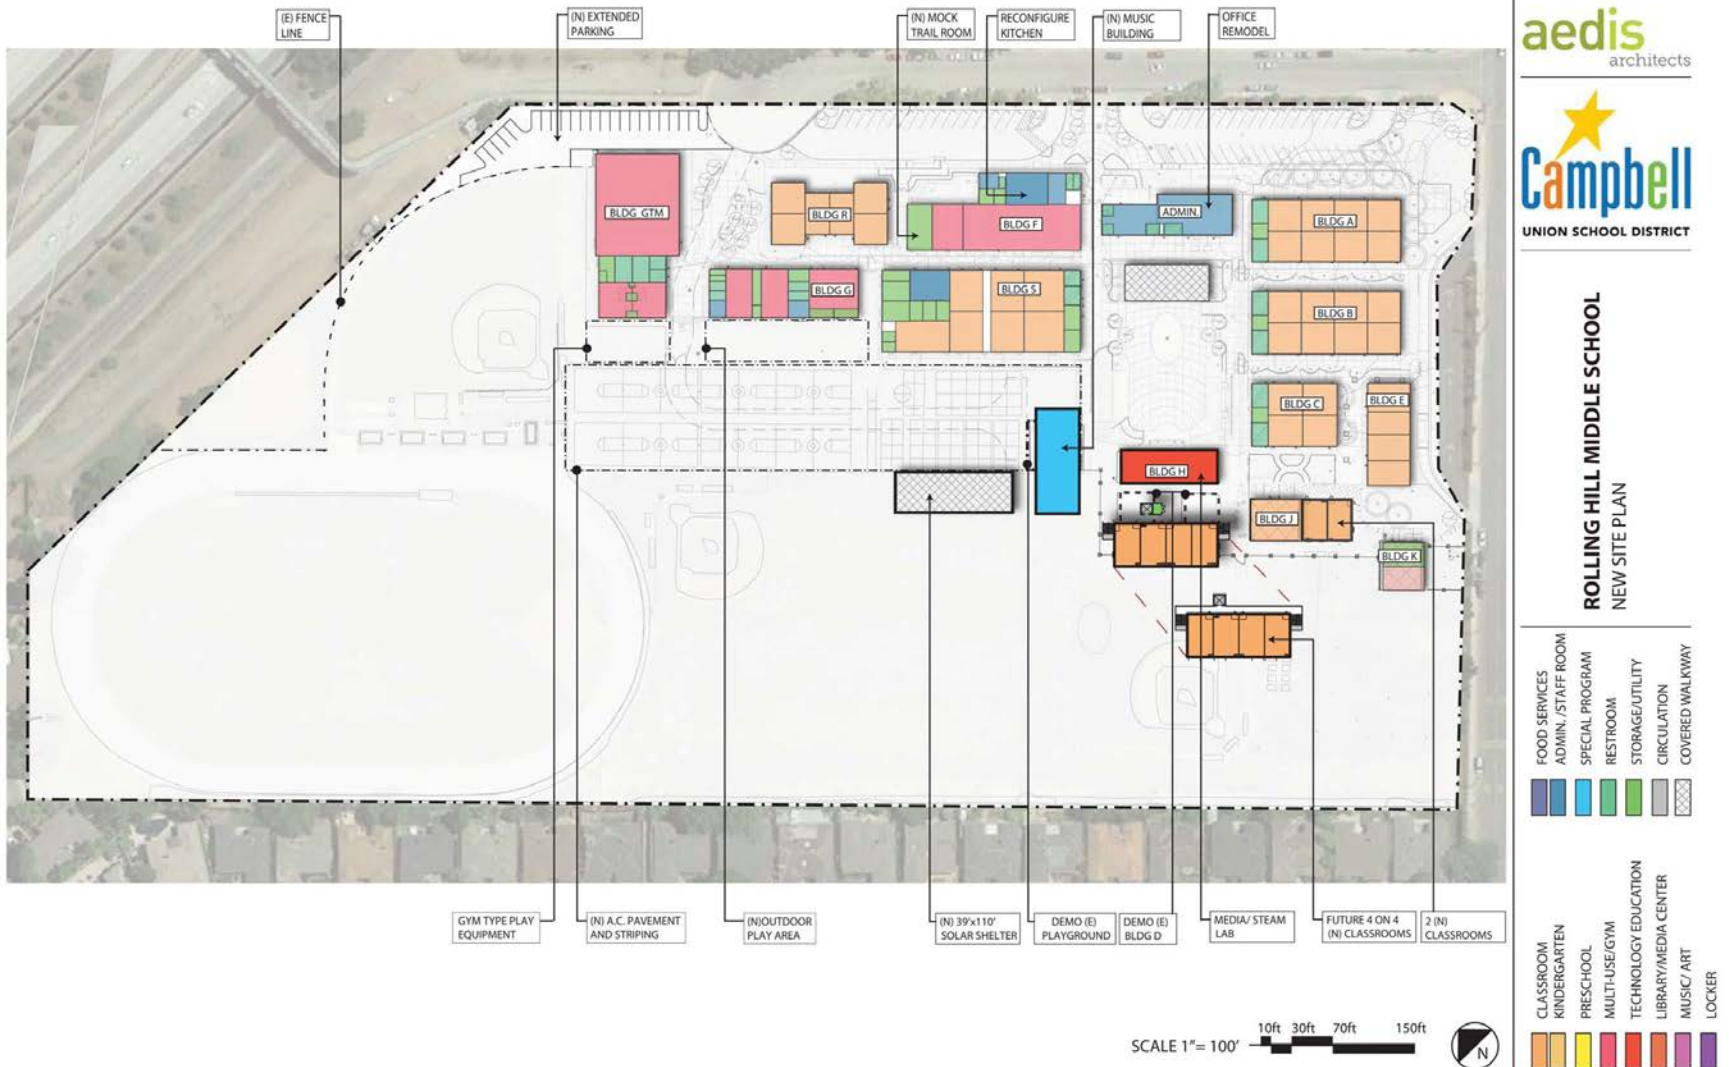 (E) FENCE
LINE
(N) EXTENDED
PARKING
(N) MOCK
TRAIL ROOM
RECONFIGURE
KITCHEN
(N) MUSIC
BUILDING
OFFICE
REMODEL
BLDG GTM
BLDG R
BLDG F
ADMIN.
BLDG A
BLDG G
BLDG S
BLDG B
BLDG C
BLDG E
BLDG H
BLDG J
BLDG K
GYM TYPE PLAY
EQUIPMENT
(N) A.C. PAVEMENT
AND STRIPING
(N)OUTDOOR
PLAY AREA
(N) 39'x110'
SOLAR SHELTER
DEMO (E)
PLAYGROUND
DEMO (E)
BLDG D
MEDIA/ STEAM
LAB
FUTURE 4 ON 4
(N) CLASSROOMS
2 (N)
CLASSROOMS
SCALE 1"= 100'
10ft 30ft 70ft 150ft
N
aedis
architects
Campbell
UNION SCHOOL DISTRICT
ROLLING HILL MIDDLE SCHOOL
NEW SITE PLAN
FOOD SERVICES
ADMIN. /STAFF ROOM
SPECIAL PROGRAM
RESTROOM
STORAGE/UTILITY
CIRCULATION
COVERED WALKWAY
CLASSROOM
KINDERGARTEN
PRESCHOOL
MULTI-USE/GYM
TECHNOLOGY EDUCATION
LIBRARY/MEDIA CENTER
MUSIC/ ART
LOCKER